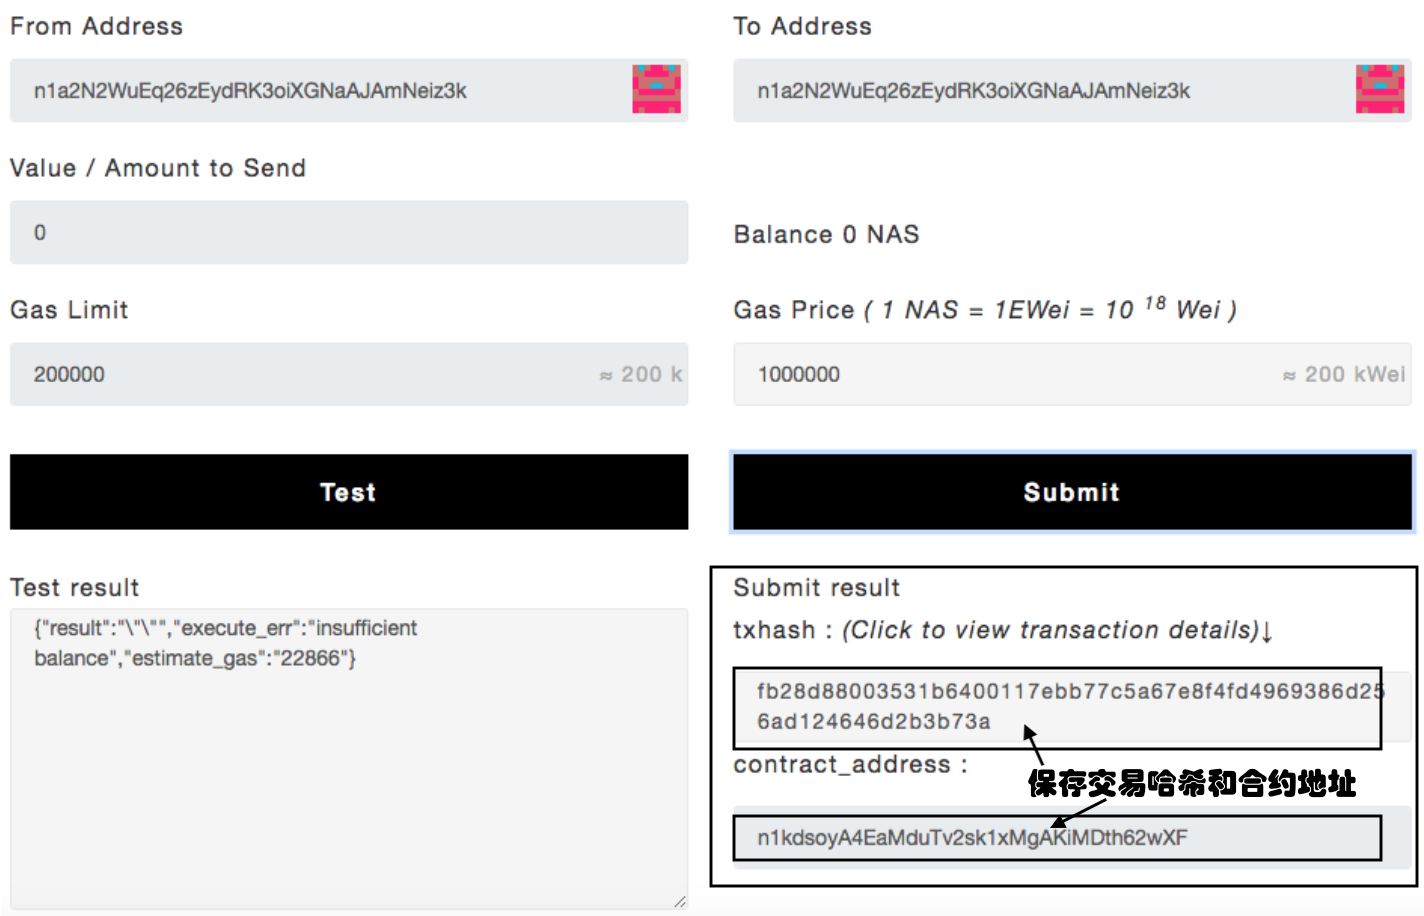 From Address
To Address
n1a2N2WuEq26zEydRK3oiXGNaAJAmNeiz3k
n1a2N2WuEq26zEydRK3oiXGNaAJAmNeiz3k
Value / Amount to Send
0
Balance 0 NAS
Gas Limit
Gas Price ( 1 NAS = 1EWei = 10 18 Wei )
200000
≈ 200 k
1000000
≈ 200 kWei
Test
Submit
Test result
{"result":"\"\"","execute_err":"insufficient
balance","estimate_gas":"22866"}
Submit result
txhash : (Click to view transaction details)↓
fb28d88003531b6400117ebb77c5a67e8f4fd4969386d25
6ad124646d2b3b73a
contract_address :
保存交易哈希和合约地址
n1kdsoyA4EaMduTv2sk1xMgAKiMDth62wXF